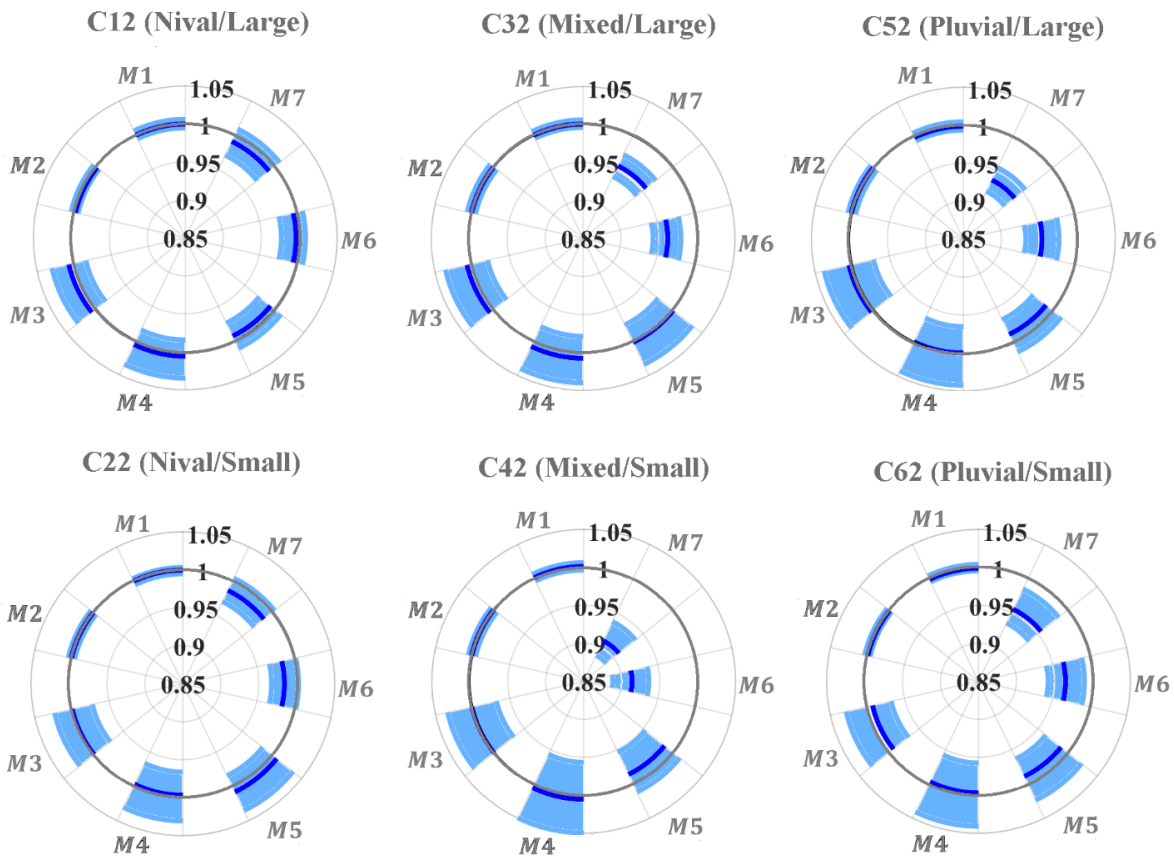 C12 (Nival/Large)
C32 (Mixed/Large)
C52 (Pluvial/Large)
M1
1.05
M7
1
M2
0.95
0.9
0.85
M6
M3
M5
M4
M1
1.05
M7
1
M2
0.95
0.9
0.85
M6
M3
M5
M4
M1
1.05
M7
1
M2
0.95
0.9
0.85
M6
M3
M5
M4
C22 (Nival/Small)
C42 (Mixed/Small)
C62 (Pluvial/Small)
M1
1.05
M7
1
M2
0.95
0.9
0.85
M6
M3
M5
M4
M1
1.05
M7
1
M2
0.95
0.9
0.85
M6
M3
M5
M4
M1
1.05
M7
1
M2
0.95
0.9
0.85
M6
M3
M5
M4